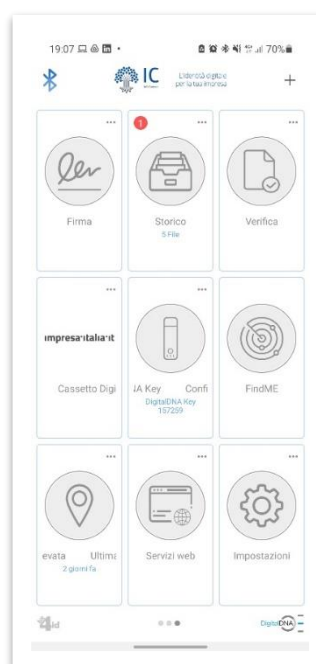 19:07
70%
IC
L'identità digitale
per la tua impresa
+
Firma
1
Storico
5 File
Verifica
impresa italia it
Cassetto Digi
IA Key Confi
DigitalDNA Key
157259
FindME
evata Ultima
2 giorni fa
Servizi web
Impostazioni
4id
DigitalDNA